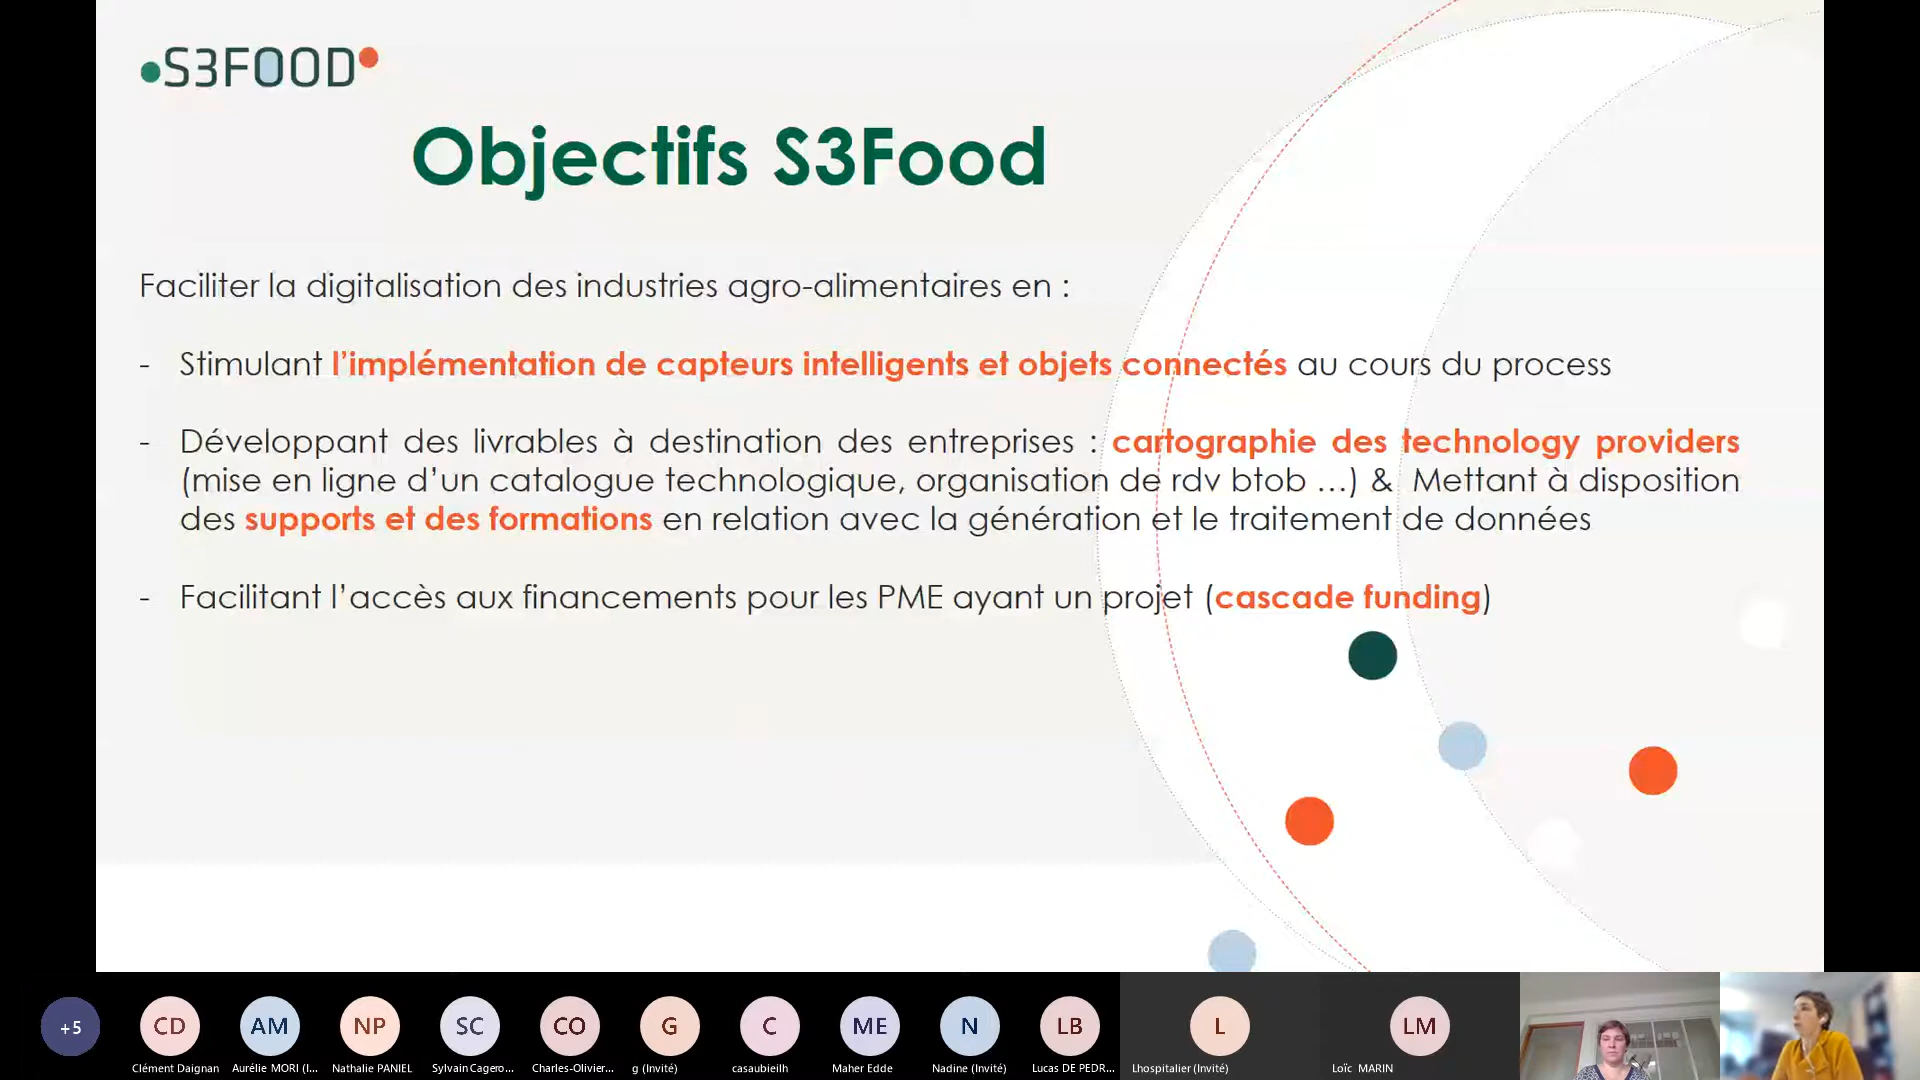 S3FOOD
Objectifs S3Food
Faciliter la digitalisation des industries agro-alimentaires en :
- Stimulant l’implémentation de capteurs intelligents et objets connectés au cours du process
- Développant des livrables à destination des entreprises : cartographie des technology providers
(mise en ligne d’un catalogue technologique, organisation de rdv btob ...) & Mettant à disposition
des supports et des formations en relation avec la génération et le traitement de données
- Facilitant l’accès aux financements pour les PME ayant un projet (cascade funding)
+5 CD AM NP SC CO G C ME N LB L LM
Clément Daignan Aurélie MORI (I... Nathalie PANIEL Sylvain Cagero... Charles-Olivier... g (Invité) casaubieilh Maher Edde Nadine (Invité) Lucas DE PEDR... Lhospitalier (Invité) Loïc MARIN